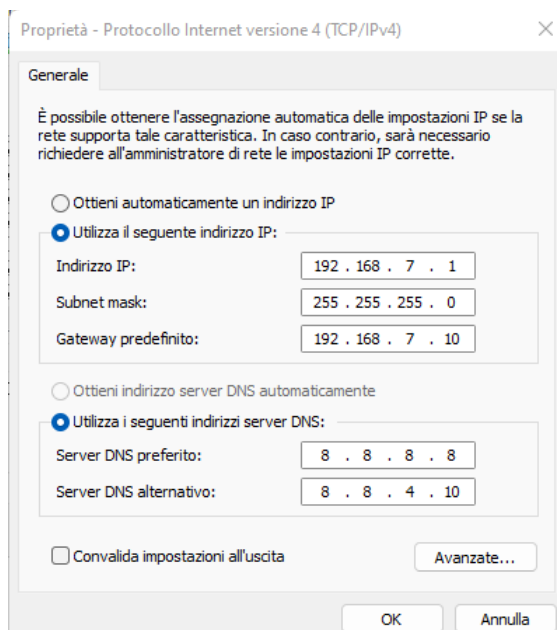 Proprietà - Protocollo Internet versione 4 (TCP/IPv4)
Generale
È possibile ottenere l'assegnazione automatica delle impostazioni IP se la
rete supporta tale caratteristica. In caso contrario, sarà necessario
richiedere all'amministratore di rete le impostazioni IP corrette.
Ottieni automaticamente un indirizzo IP
Utilizza il seguente indirizzo IP:
Indirizzo IP: 192 . 168 . 7 . 1
Subnet mask: 255 . 255 . 255 . 0
Gateway predefinito: 192 . 168 . 7 . 10
Ottieni indirizzo server DNS automaticamente
Utilizza i seguenti indirizzi server DNS:
Server DNS preferito: 8 . 8 . 8 . 8
Server DNS alternativo: 8 . 8 . 4 . 10
Convalida impostazioni all'uscita
Avanzate...
OK Annulla